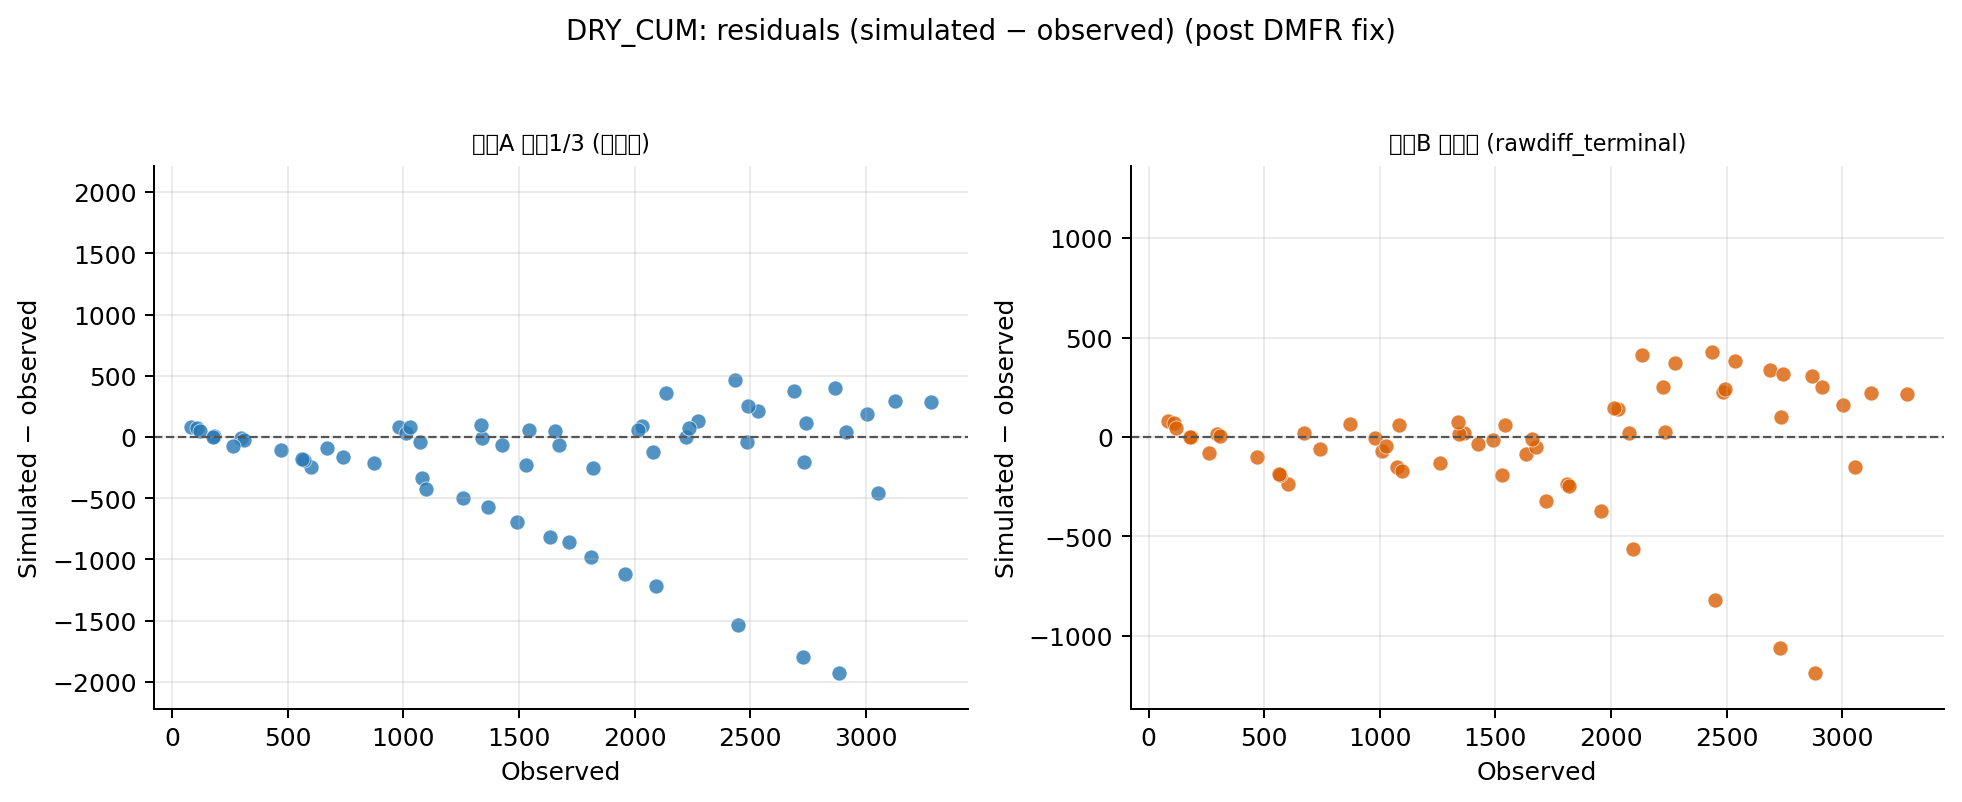 DRY_CUM: residuals (simulated − observed) (post DMFR fix)
A 1/3
B (rawdiff_terminal)
Simulated − observed
2000
1500
1000
500
0
−500
−1000
−1500
−2000
0 500 1000 1500 2000 2500 3000
Observed
Simulated − observed
1000
500
0
−500
−1000
0 500 1000 1500 2000 2500 3000
Observed